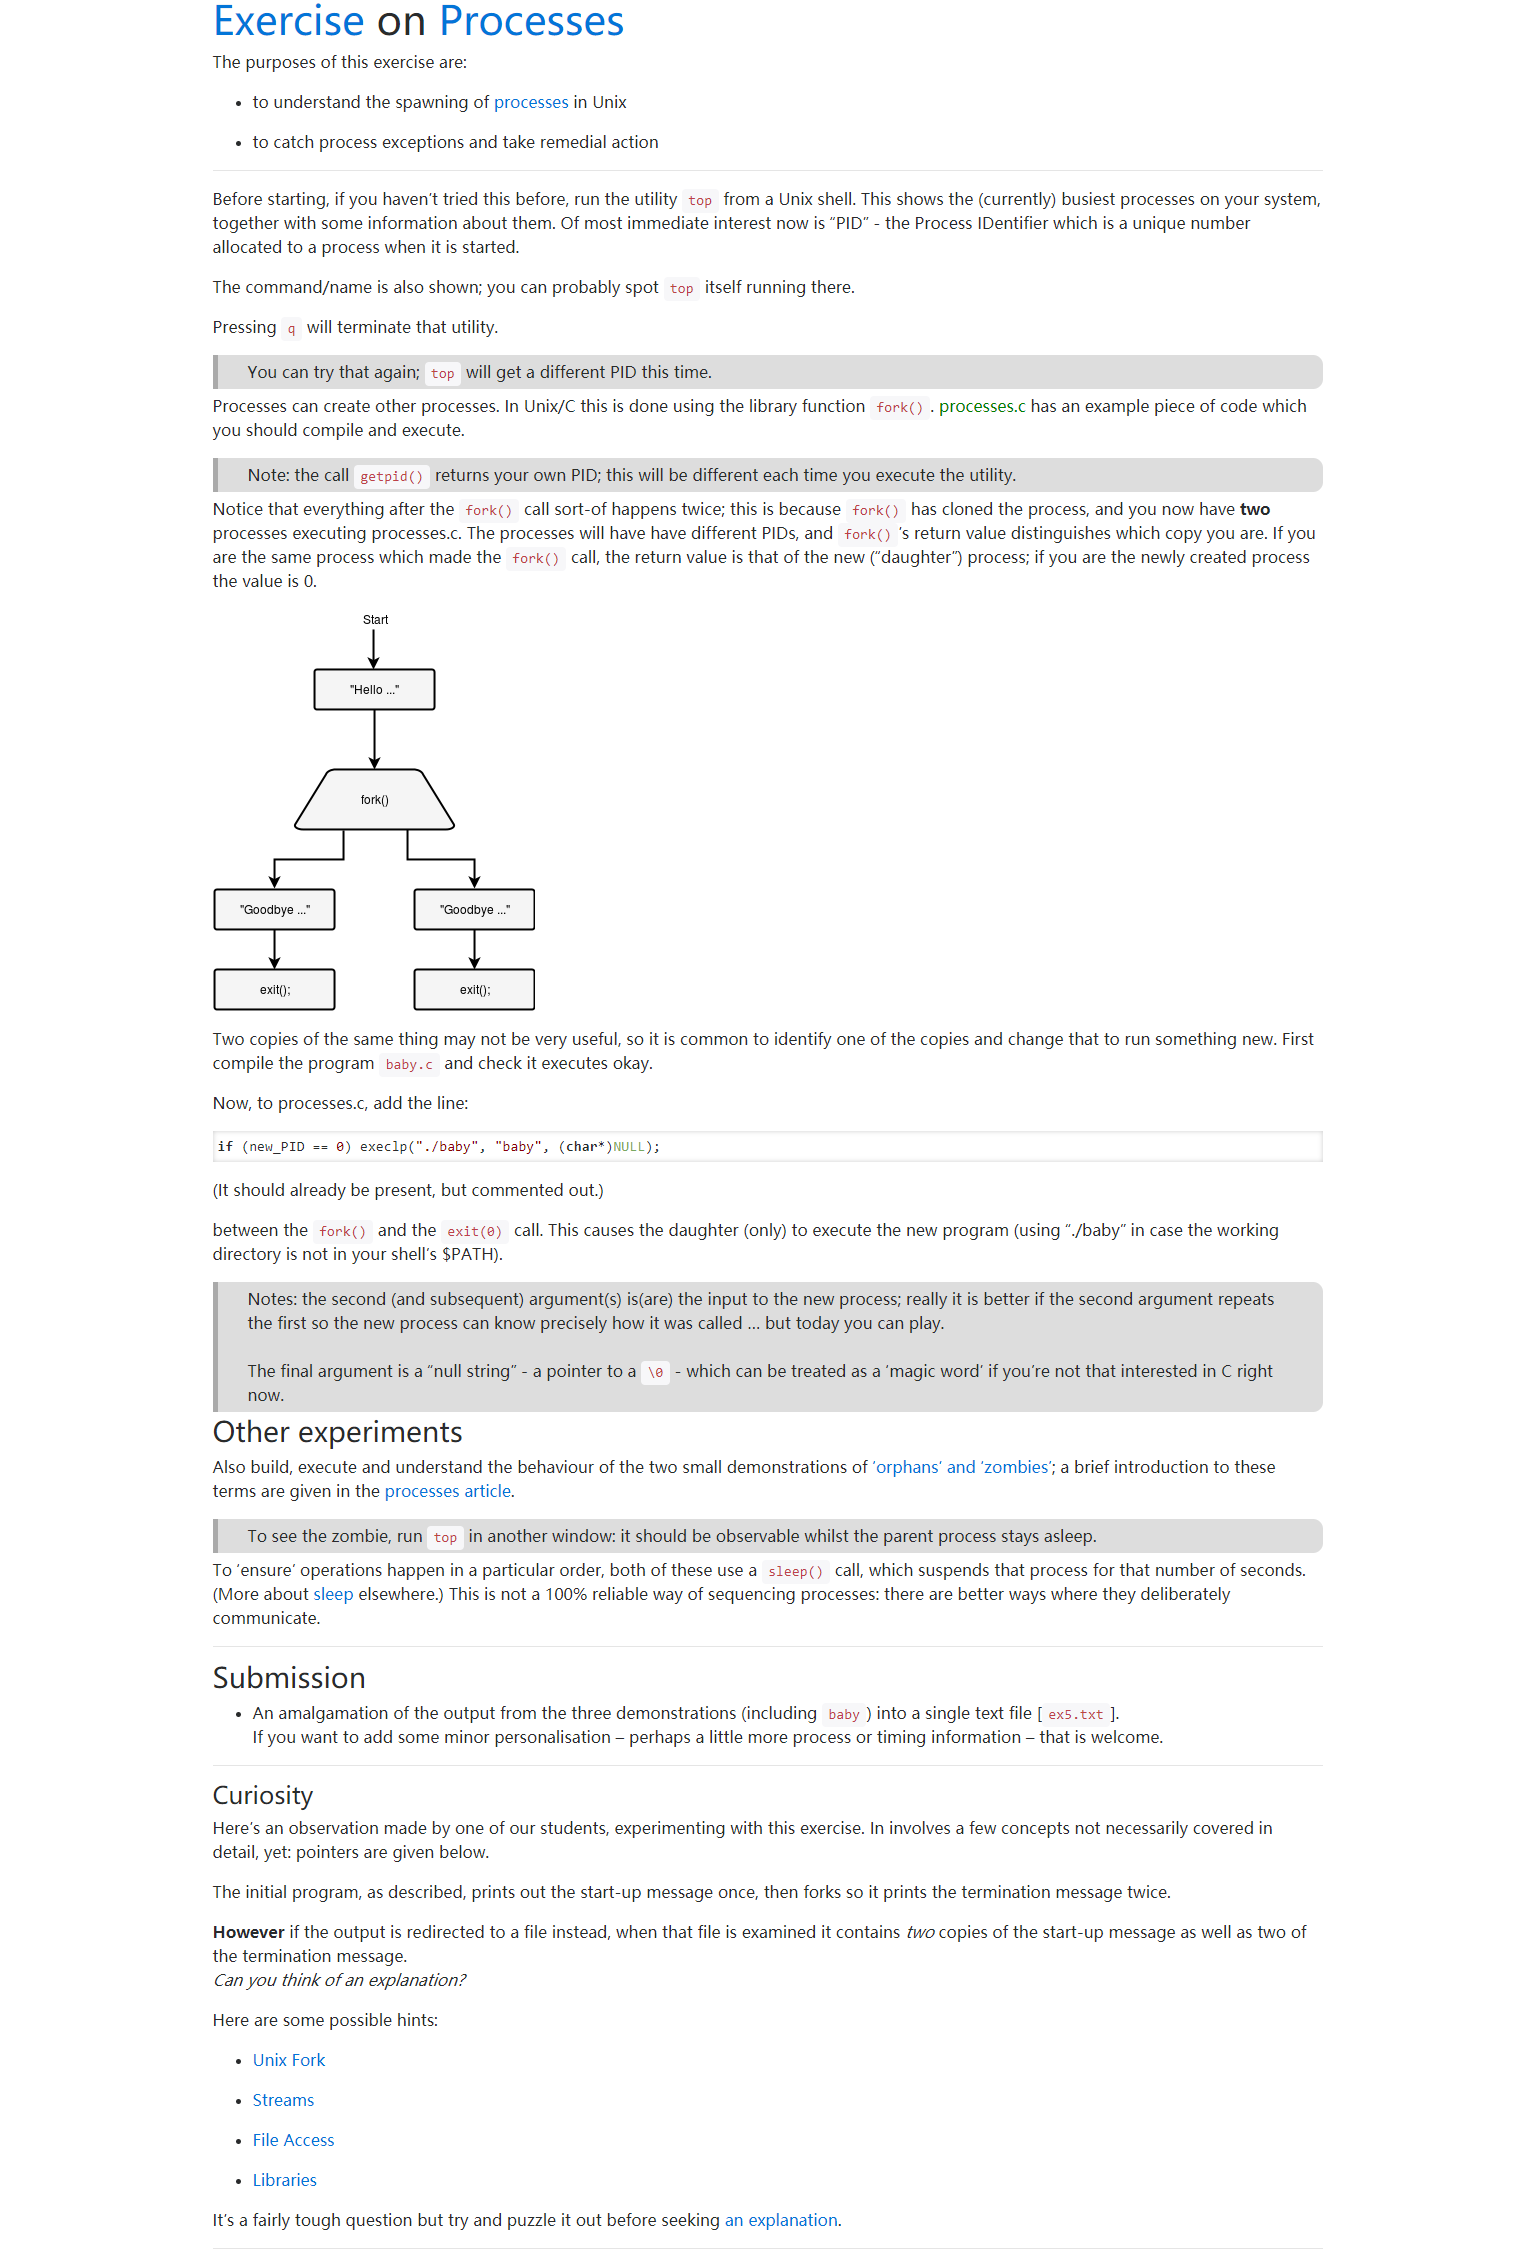 Exercise on Processes
The purposes of this exercise are:
• to understand the spawning of processes in Unix
• to catch process exceptions and take remedial action
Before starting, if you haven’t tried this before, run the utility top from a Unix shell. This shows the (currently) busiest processes on your system,
together with some information about them. Of most immediate interest now is “PID” - the Process IDentifier which is a unique number
allocated to a process when it is started.
The command/name is also shown; you can probably spot top itself running there.
Pressing q will terminate that utility.
You can try that again; top will get a different PID this time.
Processes can create other processes. In Unix/C this is done using the library function fork() . processes.c has an example piece of code which
you should compile and execute.
Note: the call getpid() returns your own PID; this will be different each time you execute the utility.
Notice that everything after the fork() call sort-of happens twice; this is because fork() has cloned the process, and you now have two
processes executing processes.c. The processes will have have different PIDs, and fork() ’s return value distinguishes which copy you are. If you
are the same process which made the fork() call, the return value is that of the new (“daughter”) process; if you are the newly created process
the value is 0.
Start
"Hello ..."
fork()
"Goodbye ..." "Goodbye ..."
exit(); exit();
Two copies of the same thing may not be very useful, so it is common to identify one of the copies and change that to run something new. First
compile the program baby.c and check it executes okay.
Now, to processes.c, add the line:
if (new_PID == 0) execlp("./baby", "baby", (char*)NULL);
(It should already be present, but commented out.)
between the fork() and the exit(0) call. This causes the daughter (only) to execute the new program (using “./baby” in case the working
directory is not in your shell’s $PATH).
Notes: the second (and subsequent) argument(s) is(are) the input to the new process; really it is better if the second argument repeats
the first so the new process can know precisely how it was called … but today you can play.
The final argument is a “null string” - a pointer to a \0 - which can be treated as a ‘magic word’ if you’re not that interested in C right
now.
Other experiments
Also build, execute and understand the behaviour of the two small demonstrations of ‘orphans’ and ‘zombies’; a brief introduction to these
terms are given in the processes article.
To see the zombie, run top in another window: it should be observable whilst the parent process stays asleep.
To ‘ensure’ operations happen in a particular order, both of these use a sleep() call, which suspends that process for that number of seconds.
(More about sleep elsewhere.) This is not a 100% reliable way of sequencing processes: there are better ways where they deliberately
communicate.
Submission
• An amalgamation of the output from the three demonstrations (including baby ) into a single text file [ ex5.txt ].
If you want to add some minor personalisation – perhaps a little more process or timing information – that is welcome.
Curiosity
Here’s an observation made by one of our students, experimenting with this exercise. In involves a few concepts not necessarily covered in
detail, yet: pointers are given below.
The initial program, as described, prints out the start-up message once, then forks so it prints the termination message twice.
However if the output is redirected to a file instead, when that file is examined it contains two copies of the start-up message as well as two of
the termination message.
Can you think of an explanation?
Here are some possible hints:
• Unix Fork
• Streams
• File Access
• Libraries
It’s a fairly tough question but try and puzzle it out before seeking an explanation.